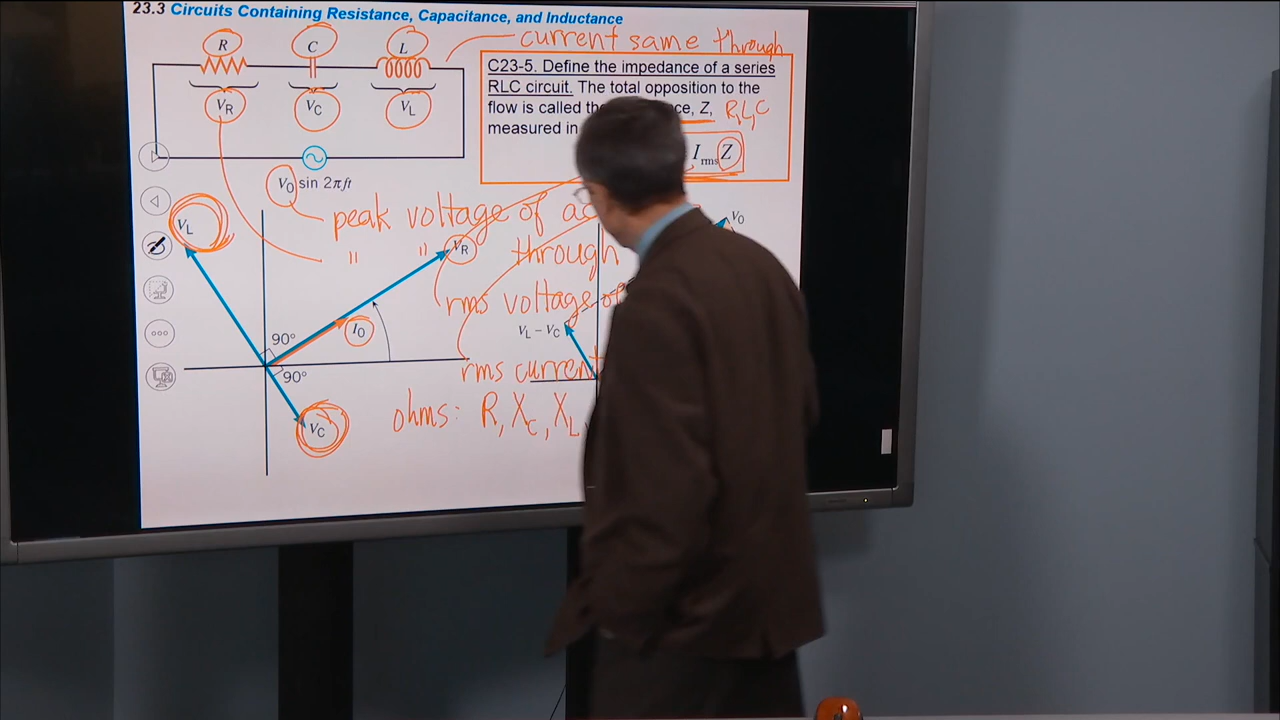 23.3 Circuits Containing Resistance, Capacitance, and Inductance
R C L
current same through
V_R V_C V_L
C23-5. Define the impedance of a series
RLC circuit. The total opposition to the
flow is called the ce, Z, R, L, C
measured in
I_rms Z
V_0 sin 2πft
peak voltage of ac
V_L
" " V_R through
V_0
rms voltage of
90° I_0
V_L – V_C
90°
rms current
V_C
ohms: R, X_C, X_L,